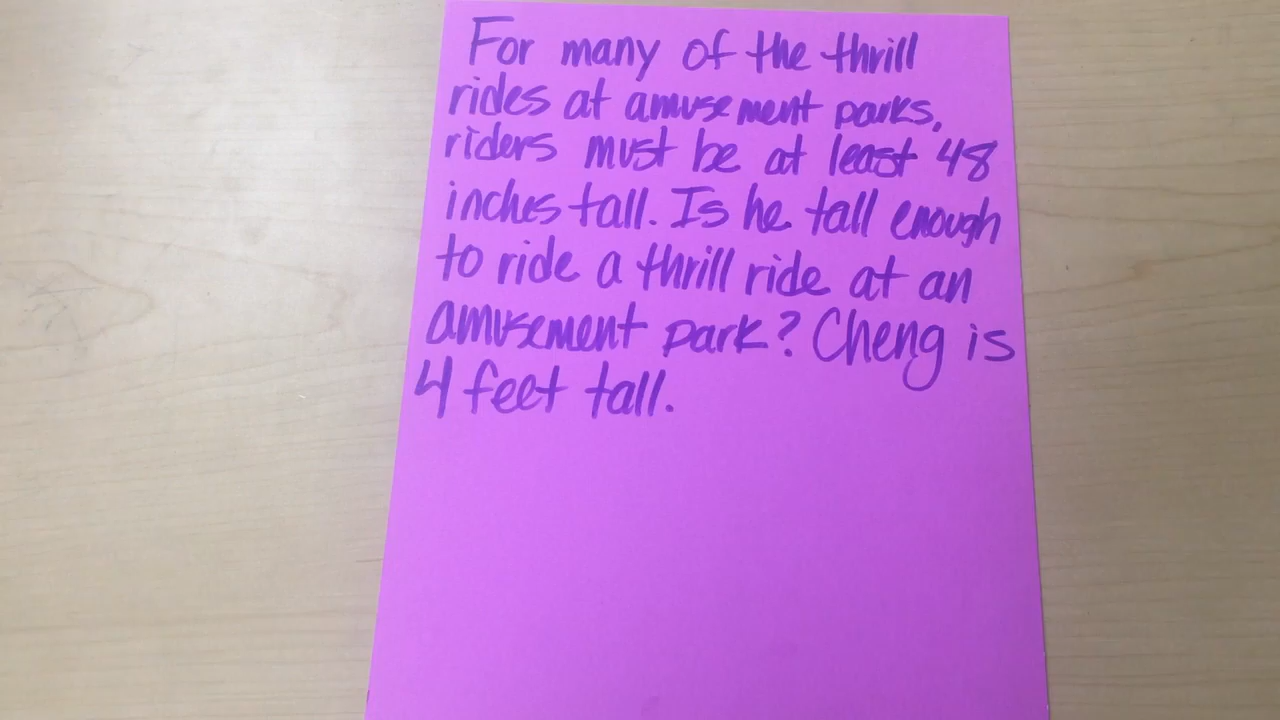 For many of the thrill
rides at amusement parks,
riders must be at least 48
inches tall. Is he tall enough
to ride a thrill ride at an
amusement park? Cheng is
4 feet tall.